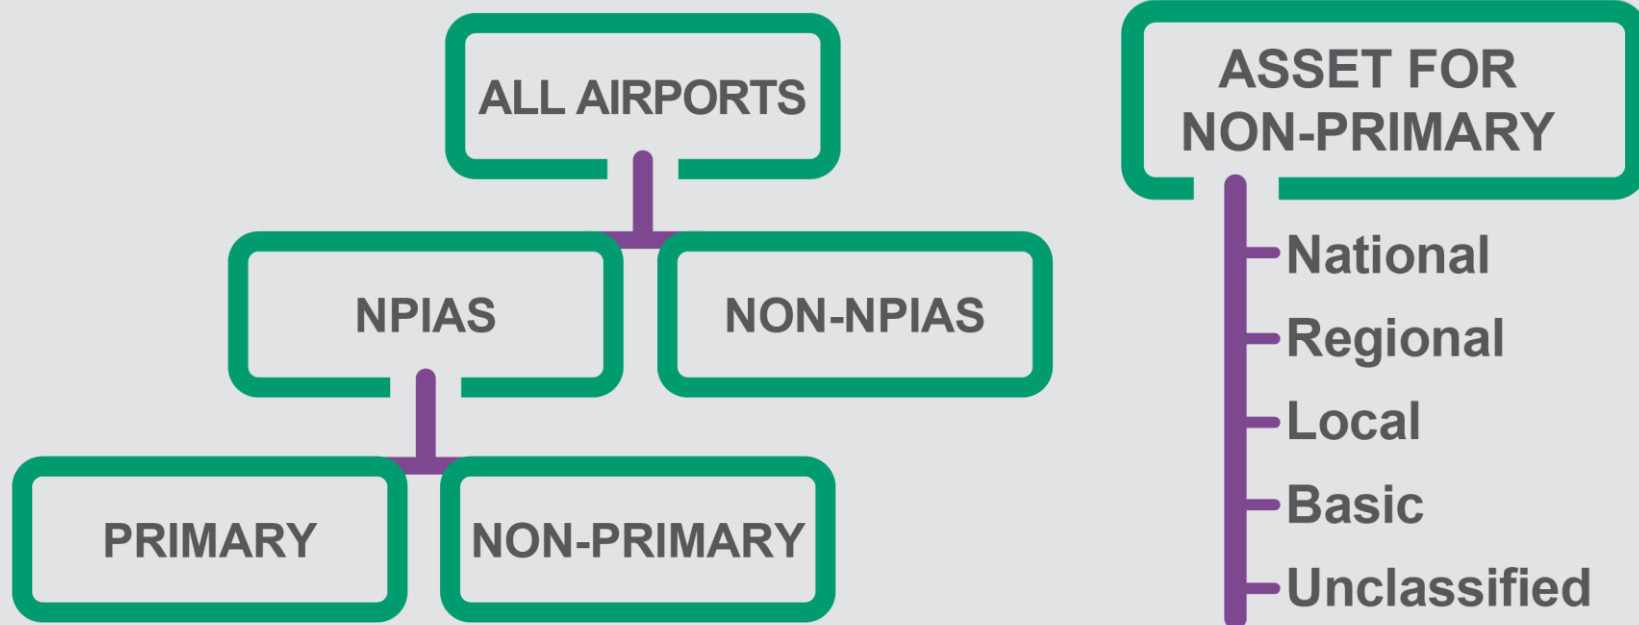 ALL AIRPORTS
NPIAS
NON-NPIAS
PRIMARY
NON-PRIMARY
ASSET FOR
NON-PRIMARY
National
Regional
Local
Basic
Unclassified